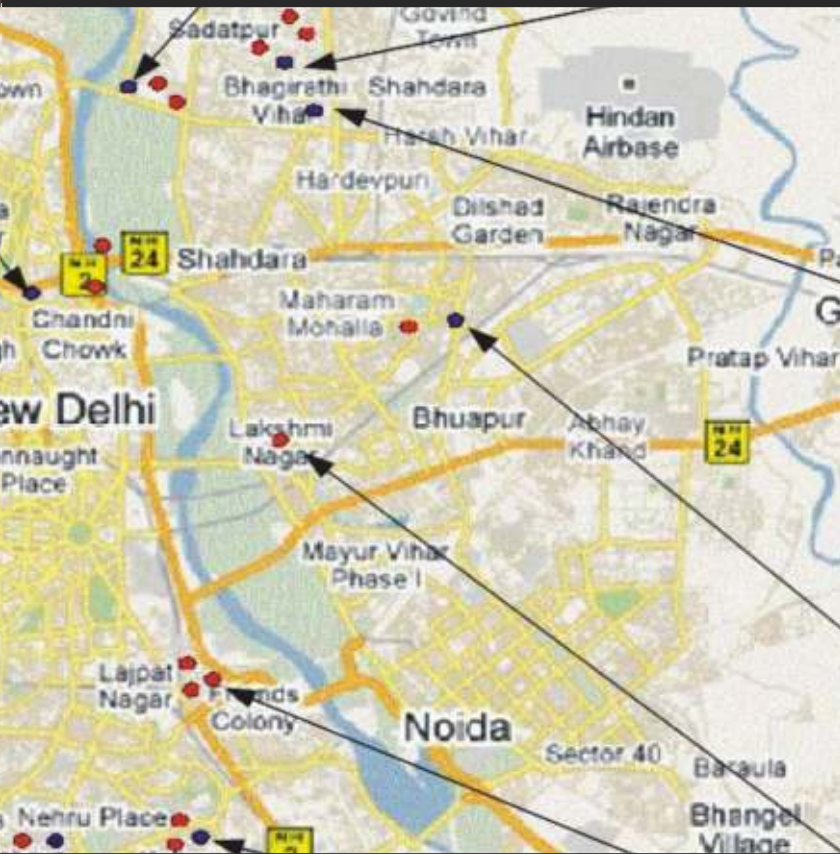 Govind
Sadatpur
Town
own
Bhagirathi
Vihar
Shahdara
Hindan
Airbase
Harsh Vihar
Hardevpuri
Dilshad
Garden
Rajendra
Nagar
N H
24
Shahdara
N H
2
Maharam
Mohalla
Chandni
Chowk
G
Pratap Vihar
ew Delhi
Bhuapur
Lakshmi
Nagar
Abhay
Khand
N H
24
nnaught
Place
Mayur Vihar
Phase I
Lajpat
Nagar
Friends
Colony
Noida
Sector 40
Baraula
Bhangel
Village
Nehru Place
N H
2